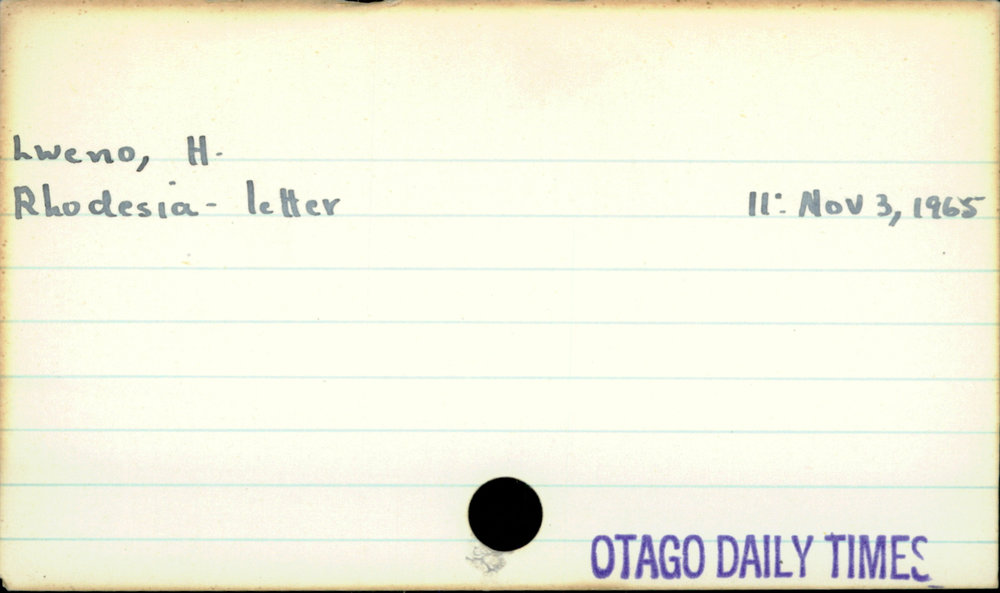 Lweno, H.
Rhodesia - letter 11: Nov 3, 1965
OTAGO DAILY TIMES